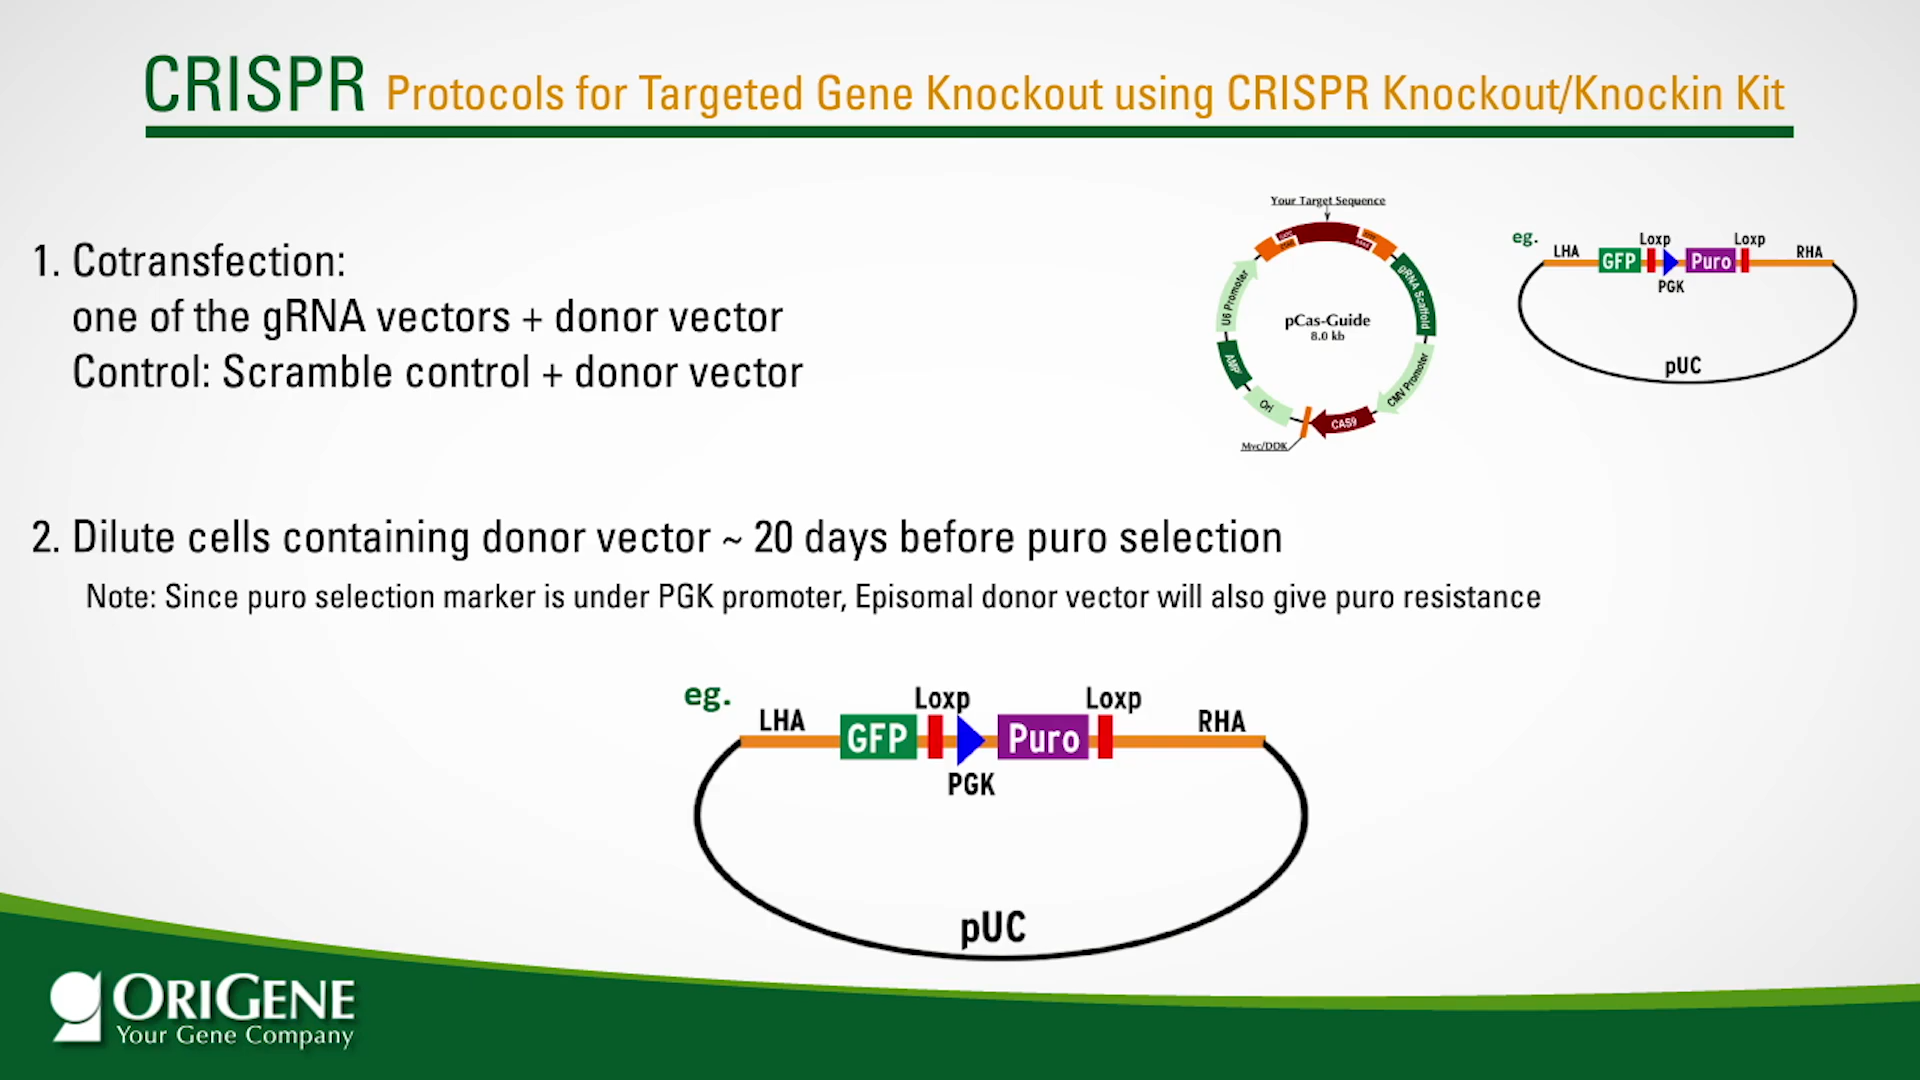 CRISPR Protocols for Targeted Gene Knockout using CRISPR Knockout/Knockin Kit
1. Cotransfection:
one of the gRNA vectors + donor vector
Control: Scramble control + donor vector
Your Target Sequence
U6 Promoter
gRNA Scaffold
pCas-Guide
8.0 kb
AMP
CMV Promoter
Ori
CAS9
Myc/DDK
eg.
LHA
Loxp
Loxp
RHA
GFP
Puro
PGK
pUC
2. Dilute cells containing donor vector ~ 20 days before puro selection
Note: Since puro selection marker is under PGK promoter, Episomal donor vector will also give puro resistance
eg.
LHA
Loxp
Loxp
RHA
GFP
Puro
PGK
pUC
ORIGENE
Your Gene Company